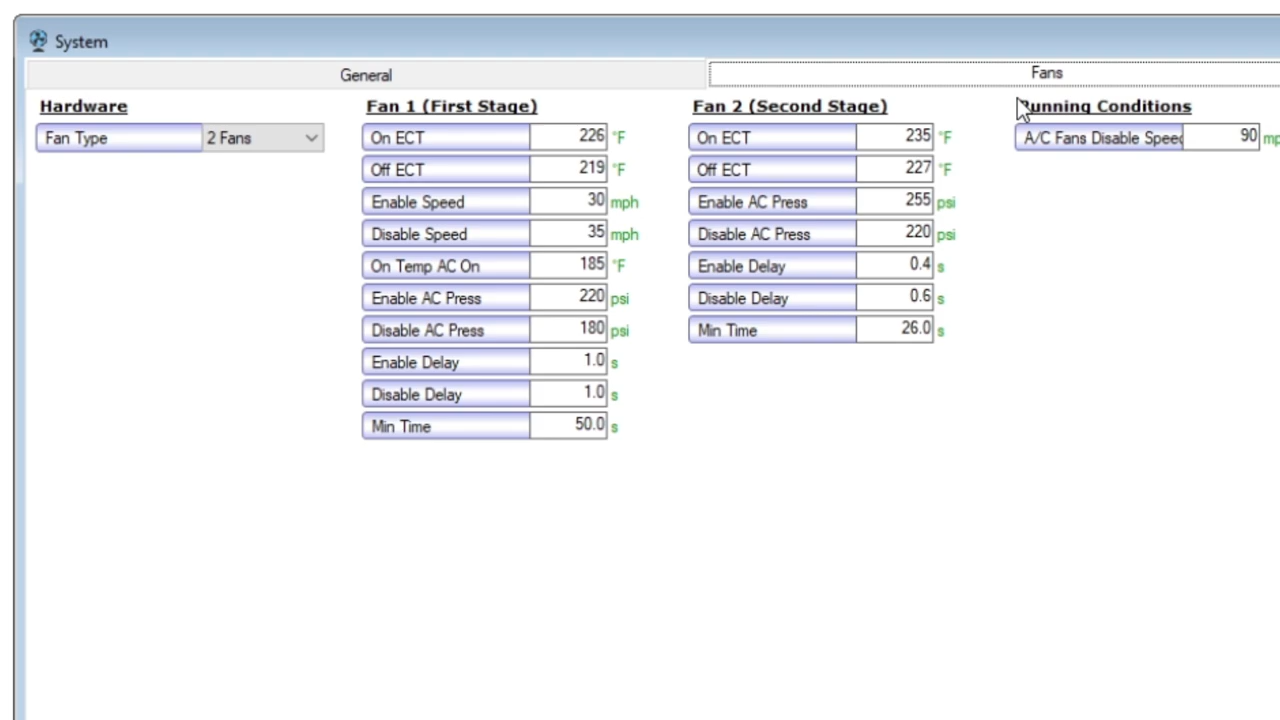 System
General
Fans
Hardware
Fan Type 2 Fans
Fan 1 (First Stage)
On ECT 226 °F
Off ECT 219 °F
Enable Speed 30 mph
Disable Speed 35 mph
On Temp AC On 185 °F
Enable AC Press 220 psi
Disable AC Press 180 psi
Enable Delay 1.0 s
Disable Delay 1.0 s
Min Time 50.0 s
Fan 2 (Second Stage)
On ECT 235 °F
Off ECT 227 °F
Enable AC Press 255 psi
Disable AC Press 220 psi
Enable Delay 0.4 s
Disable Delay 0.6 s
Min Time 26.0 s
Running Conditions
A/C Fans Disable Speed 90 mp